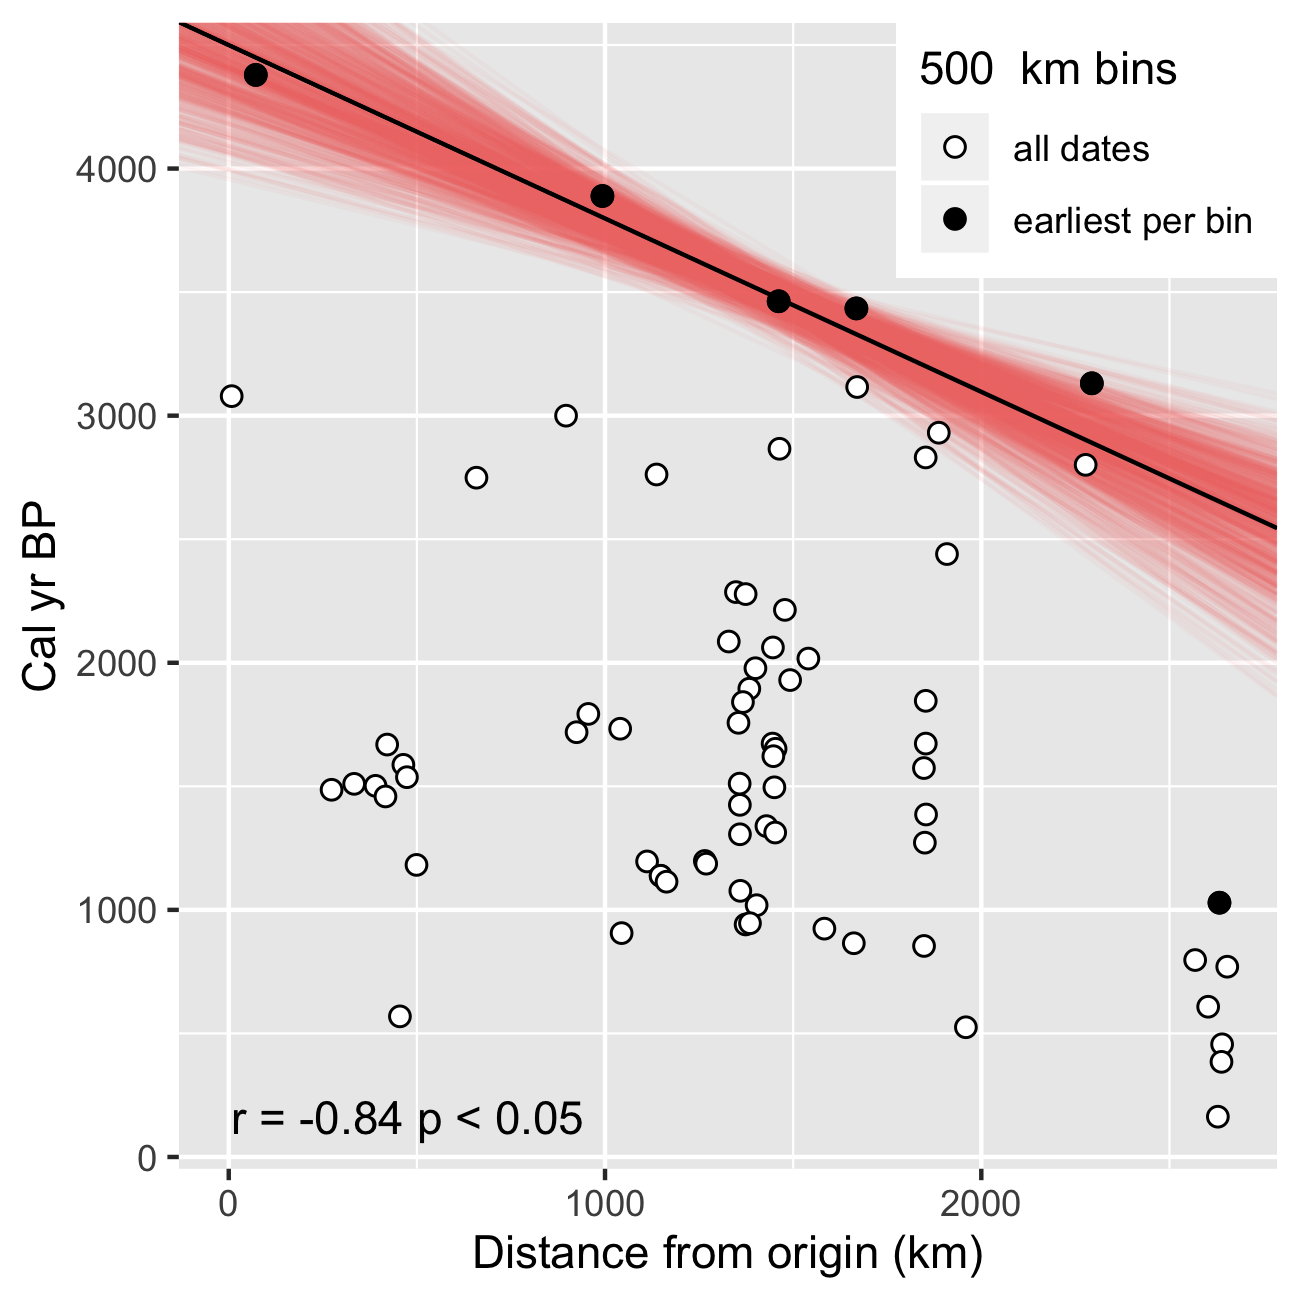 500  km bins
all dates
earliest per bin
4000
3000
2000
1000
0
Cal yr BP
r = -0.84 p < 0.05
0
1000
2000
Distance from origin (km)